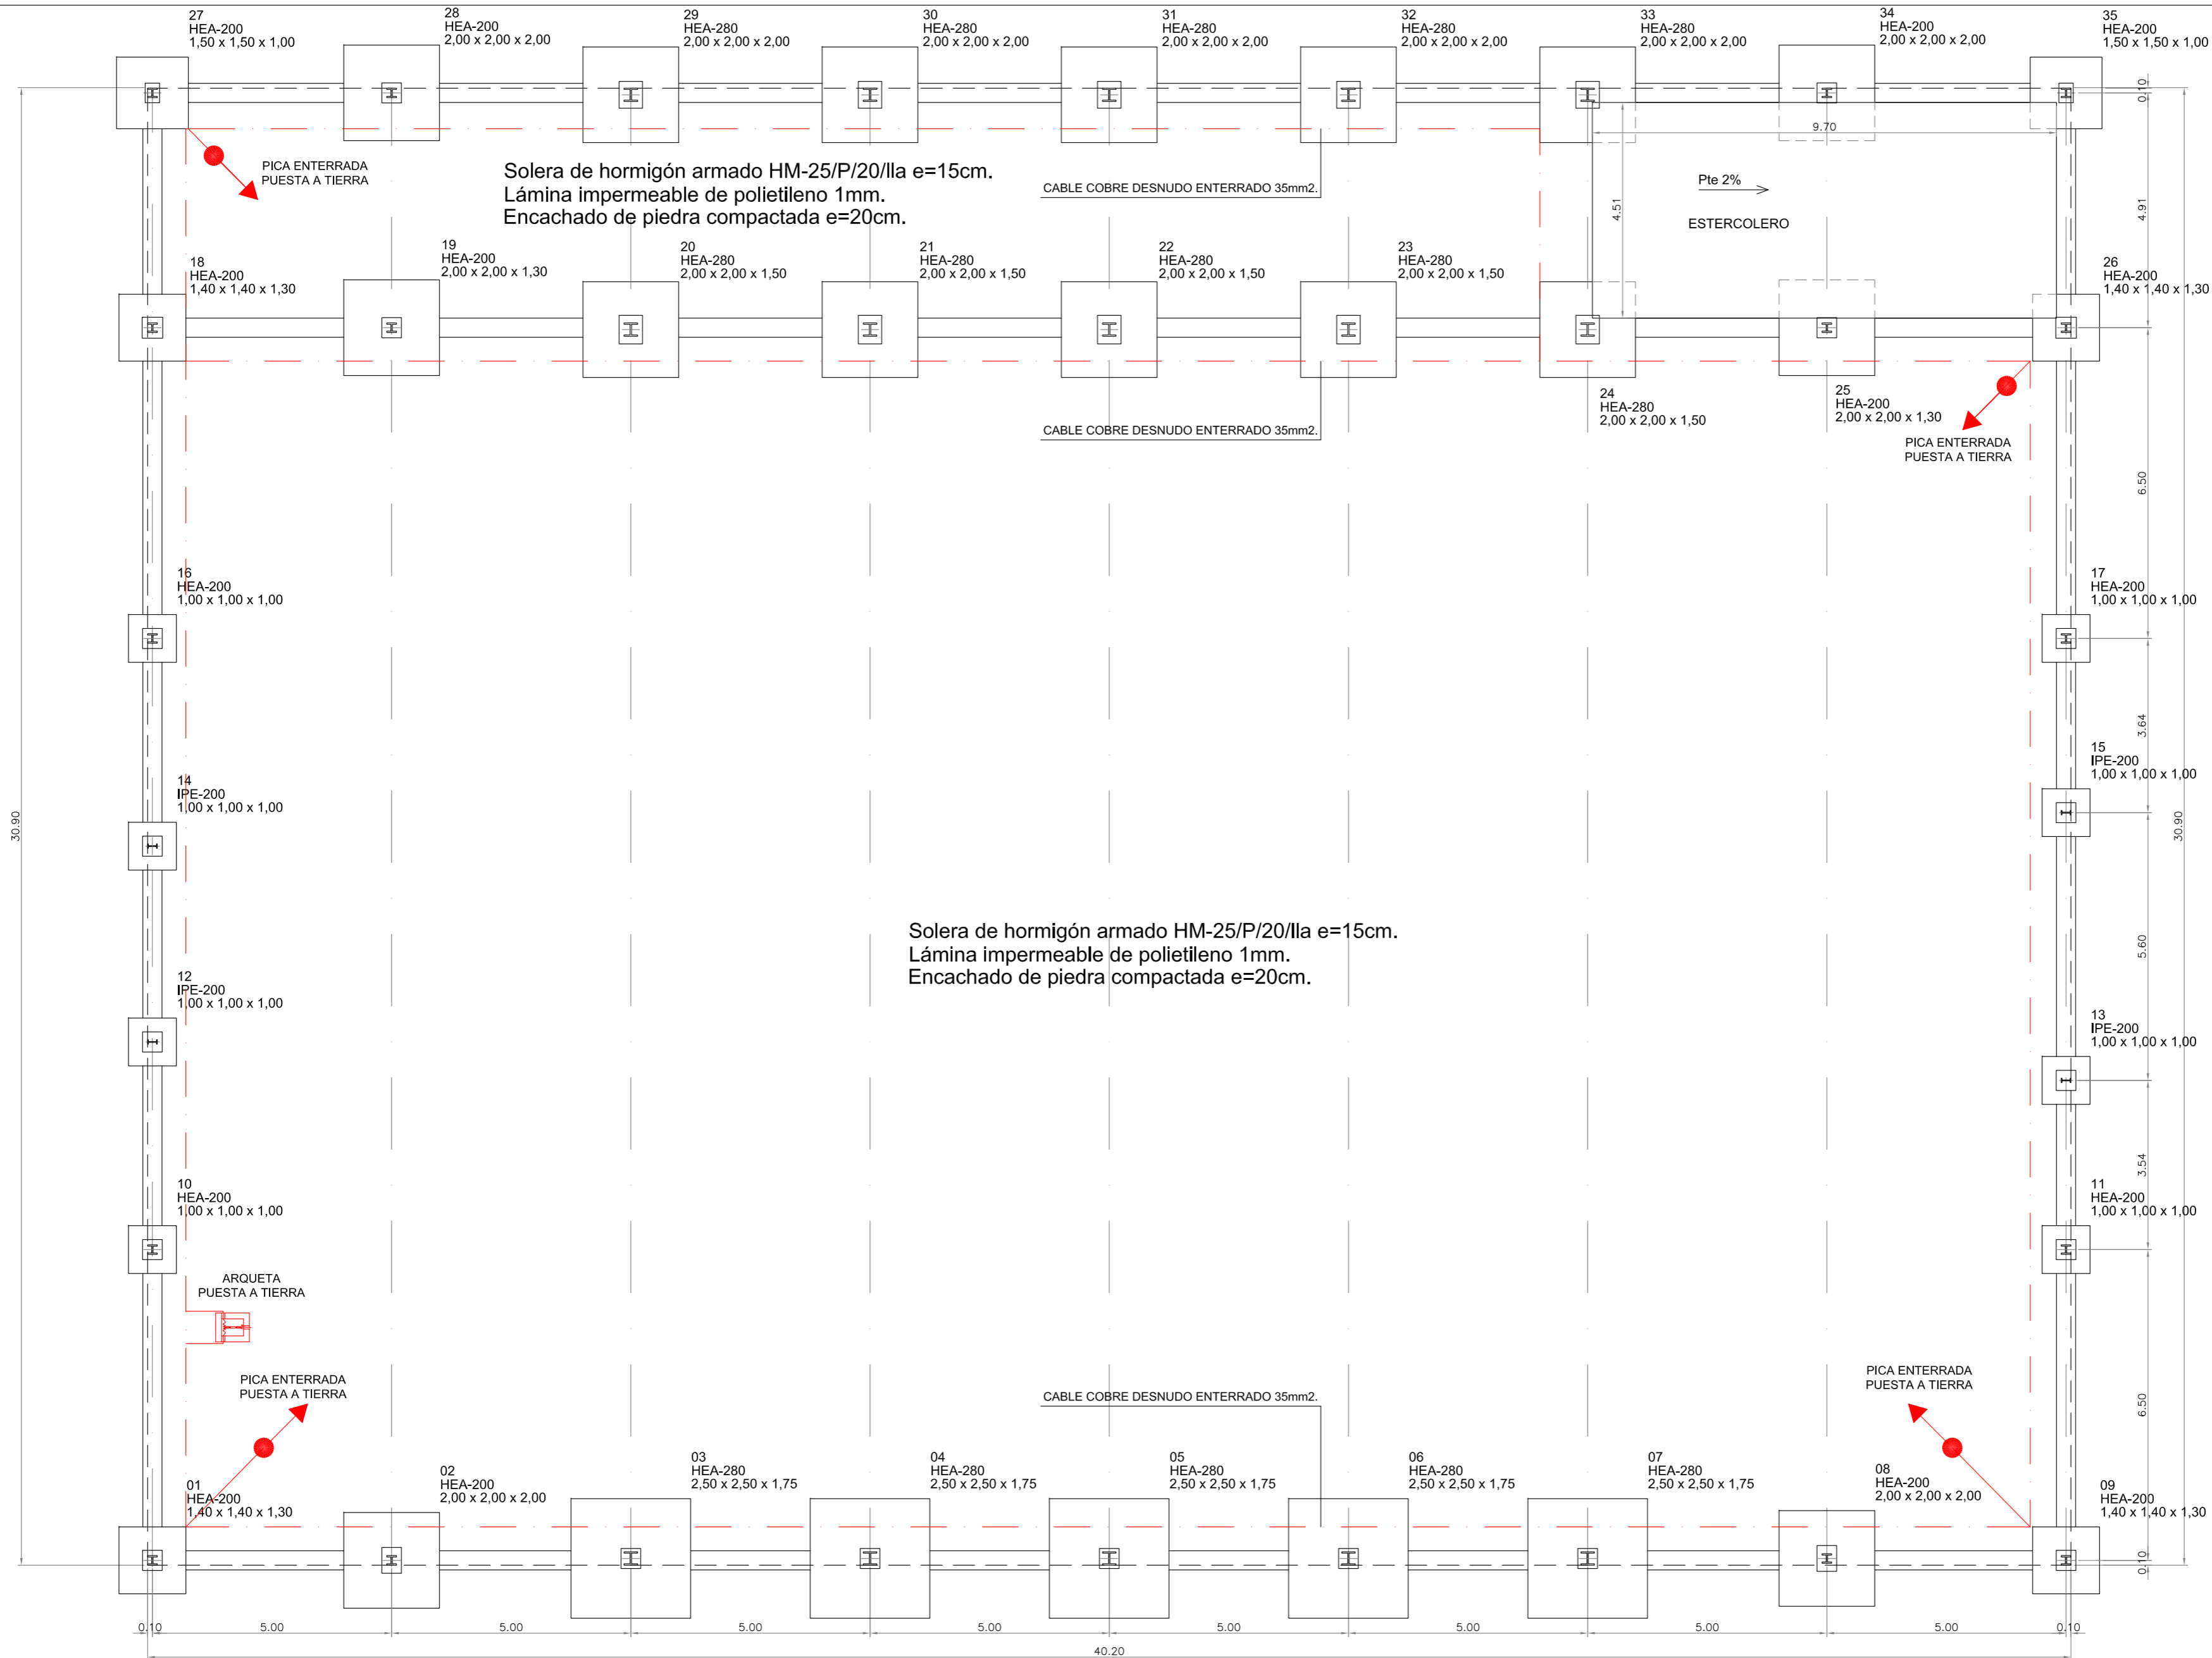 27
HEA-200
1,50 x 1,50 x 1,00
28
HEA-200
2,00 x 2,00 x 2,00
29
HEA-280
2,00 x 2,00 x 2,00
30
HEA-280
2,00 x 2,00 x 2,00
31
HEA-280
2,00 x 2,00 x 2,00
32
HEA-280
2,00 x 2,00 x 2,00
33
HEA-280
2,00 x 2,00 x 2,00
34
HEA-200
2,00 x 2,00 x 2,00
35
HEA-200
1,50 x 1,50 x 1,00
0.10
9.70
PICA ENTERRADA
PUESTA A TIERRA
Solera de hormigón armado HM-25/P/20/IIa e=15cm.
Lámina impermeable de polietileno 1mm.
Encachado de piedra compactada e=20cm.
CABLE COBRE DESNUDO ENTERRADO 35mm2.
Pte 2%
ESTERCOLERO
4.51
4.91
18
HEA-200
1,40 x 1,40 x 1,30
19
HEA-200
2,00 x 2,00 x 1,30
20
HEA-280
2,00 x 2,00 x 1,50
21
HEA-280
2,00 x 2,00 x 1,50
22
HEA-280
2,00 x 2,00 x 1,50
23
HEA-280
2,00 x 2,00 x 1,50
26
HEA-200
1,40 x 1,40 x 1,30
24
HEA-280
2,00 x 2,00 x 1,50
25
HEA-200
2,00 x 2,00 x 1,30
CABLE COBRE DESNUDO ENTERRADO 35mm2.
PICA ENTERRADA
PUESTA A TIERRA
6.50
16
HEA-200
1,00 x 1,00 x 1,00
17
HEA-200
1,00 x 1,00 x 1,00
3.64
14
IPE-200
1,00 x 1,00 x 1,00
15
IPE-200
1,00 x 1,00 x 1,00
30.90
30.90
Solera de hormigón armado HM-25/P/20/IIa e=15cm.
Lámina impermeable de polietileno 1mm.
Encachado de piedra compactada e=20cm.
5.60
12
IPE-200
1,00 x 1,00 x 1,00
13
IPE-200
1,00 x 1,00 x 1,00
3.54
10
HEA-200
1,00 x 1,00 x 1,00
11
HEA-200
1,00 x 1,00 x 1,00
ARQUETA
PUESTA A TIERRA
PICA ENTERRADA
PUESTA A TIERRA
CABLE COBRE DESNUDO ENTERRADO 35mm2.
PICA ENTERRADA
PUESTA A TIERRA
6.50
01
HEA-200
1,40 x 1,40 x 1,30
02
HEA-200
2,00 x 2,00 x 2,00
03
HEA-280
2,50 x 2,50 x 1,75
04
HEA-280
2,50 x 2,50 x 1,75
05
HEA-280
2,50 x 2,50 x 1,75
06
HEA-280
2,50 x 2,50 x 1,75
07
HEA-280
2,50 x 2,50 x 1,75
08
HEA-200
2,00 x 2,00 x 2,00
09
HEA-200
1,40 x 1,40 x 1,30
0.10
0.10
5.00
5.00
5.00
5.00
5.00
5.00
5.00
5.00
0.10
40.20